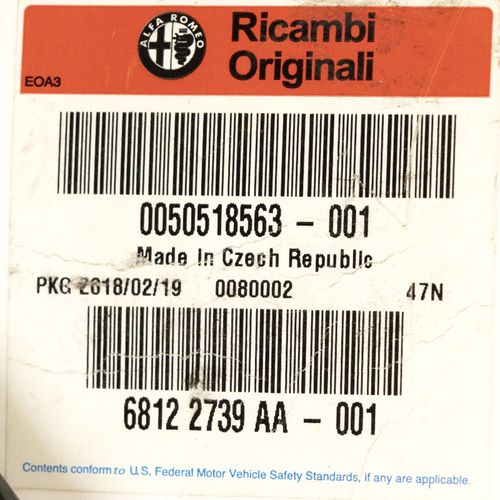 ALFA ROMEO
Ricambi
Originali
EOA3
0050518563 - 001
Made In Czech Republic
PKG 2618/02/19 0080002 47N
6812 2739 AA - 001
Contents conform to U.S. Federal Motor Vehicle Safety Standards, if any are applicable.